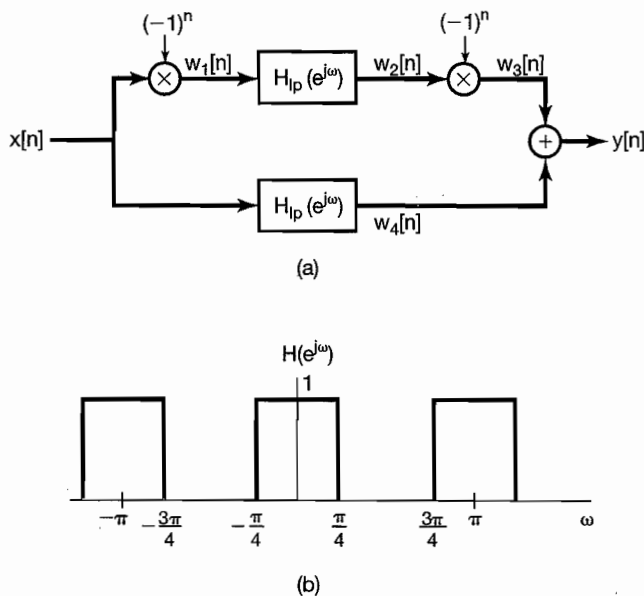 (−1)ⁿ (−1)ⁿ
w₁[n] H_lp (e^jω) w₂[n] w₃[n]
x[n] + y[n]
H_lp (e^jω)
w₄[n]
(a)
H(e^jω)
1
−π −3π/4 −π/4 π/4 3π/4 π ω
(b)